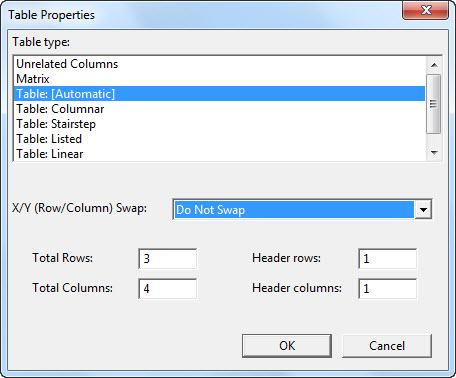 Table Properties
Table type:
Unrelated Columns
Matrix
Table: [Automatic]
Table: Columnar
Table: Stairstep
Table: Listed
Table: Linear
X/Y (Row/Column) Swap: Do Not Swap
Total Rows: 3 Header rows: 1
Total Columns: 4 Header columns: 1
OK Cancel